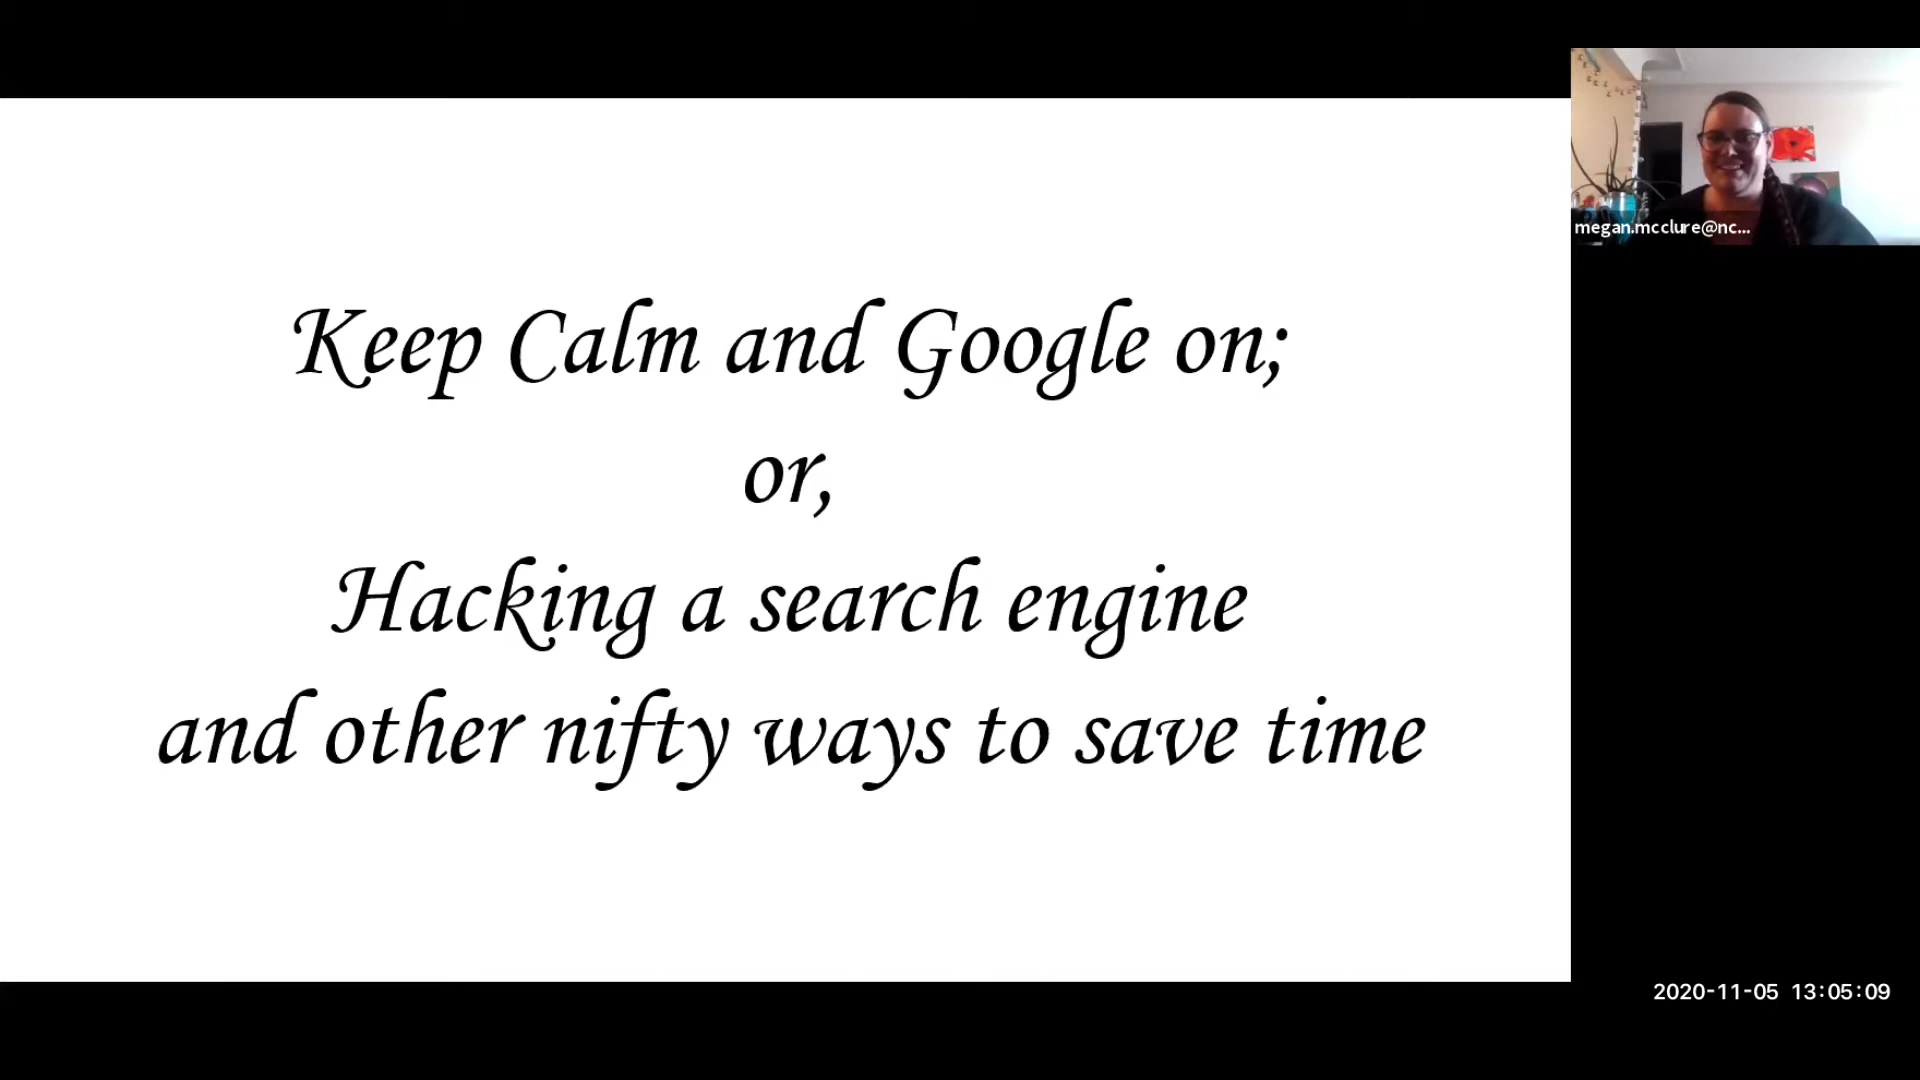 Keep Calm and Google on;
or,
Hacking a search engine
and other nifty ways to save time
megan.mcclure@nc...
2020-11-05 13:05:09